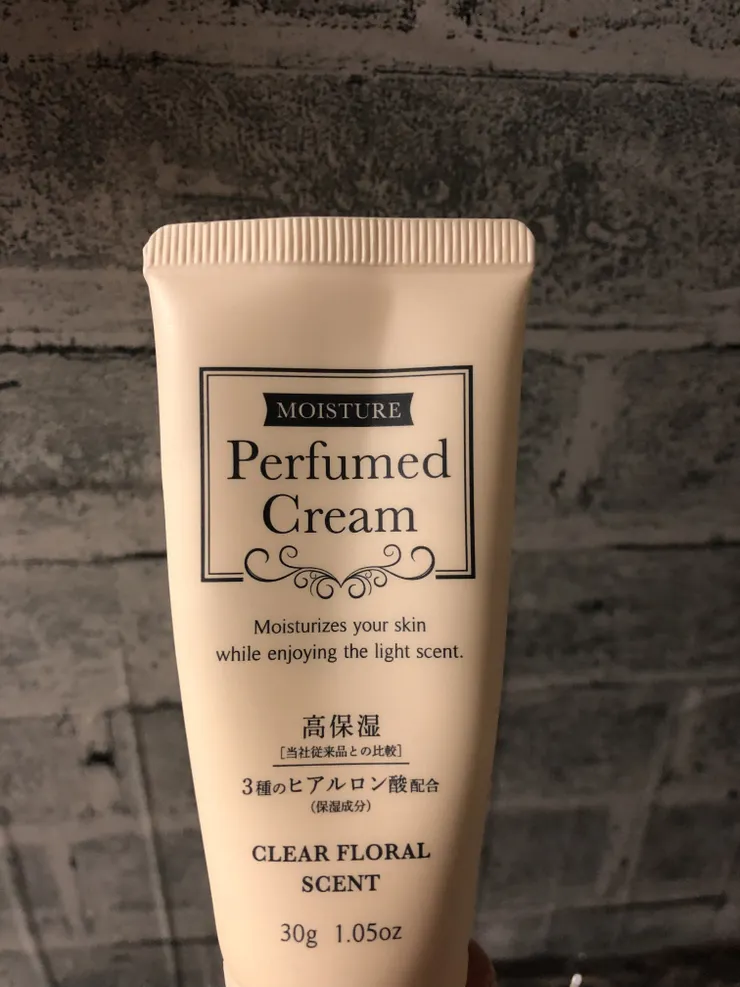 MOISTURE
Perfumed
Cream
Moisturizes your skin
while enjoying the light scent.
高保湿
[当社従来品との比較]
3種のヒアルロン酸配合
(保湿成分)
CLEAR FLORAL
SCENT
30g 1.05oz